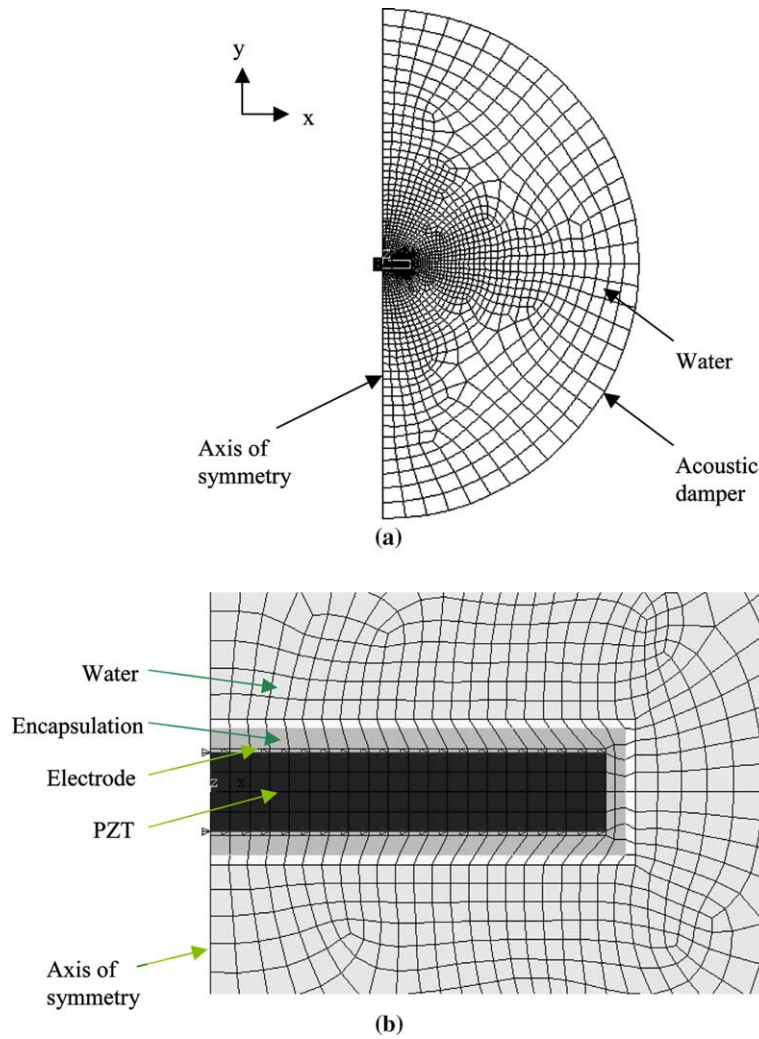 y
x
Z
Water
Axis of
symmetry
Acoustic
damper
(a)
Water
Encapsulation
Electrode
z x
PZT
Axis of
symmetry
(b)